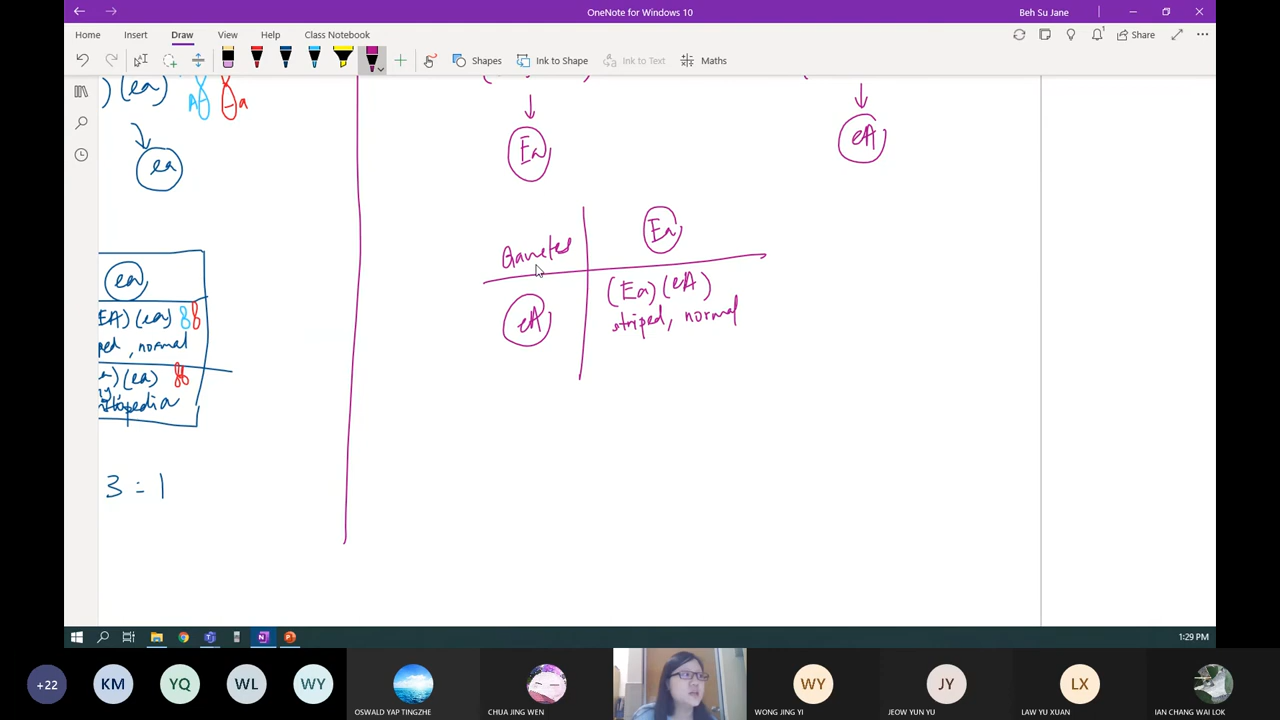 OneNote for Windows 10
Beh Su Jane
Home Insert Draw View Help Class Notebook
Share
Shapes
Ink to Shape
Ink to Text
Maths
) (ea) A a
ea
Ea
eA
Gametes Ea
eA (Ea)(eA)
striped, normal
ea
EA) (ea)
ped, normal
) (ea)
3 = 1
1:29 PM
+22 KM YQ WL WY
OSWALD YAP TINGZHE
CHUA JING WEN
WY
WONG JING YI
JY
JEOW YUN YU
LX
LAW YU XUAN
IAN CHANG WAI LOK